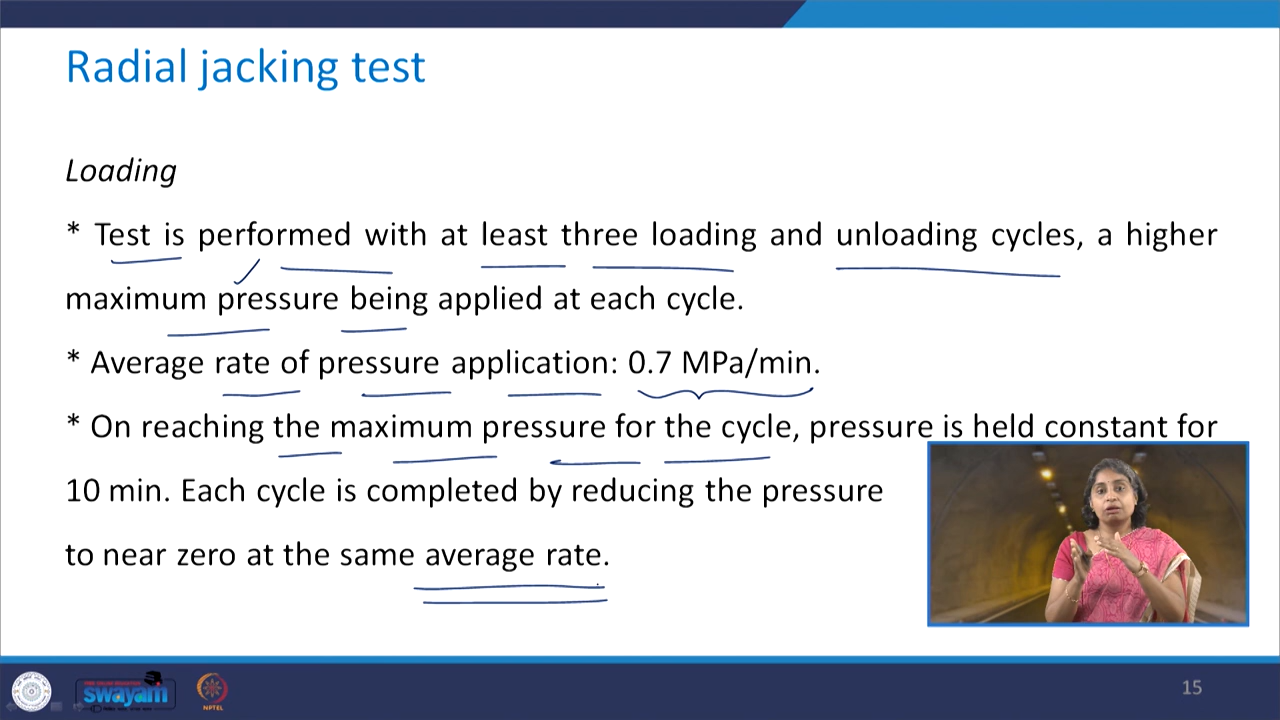 Radial jacking test
Loading
* Test is performed with at least three loading and unloading cycles, a higher
maximum pressure being applied at each cycle.
* Average rate of pressure application: 0.7 MPa/min.
* On reaching the maximum pressure for the cycle, pressure is held constant for
10 min. Each cycle is completed by reducing the pressure
to near zero at the same average rate.
swayam
NPTEL
15